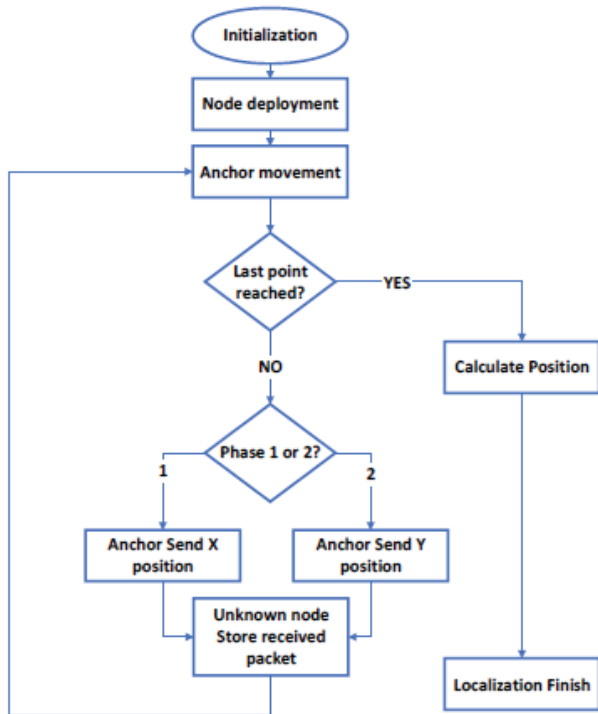 Initialization
Node deployment
Anchor movement
Last point
reached?
YES
Calculate Position
NO
Phase 1 or 2?
1
2
Anchor Send X
position
Anchor Send Y
position
Unknown node
Store received
packet
Localization Finish